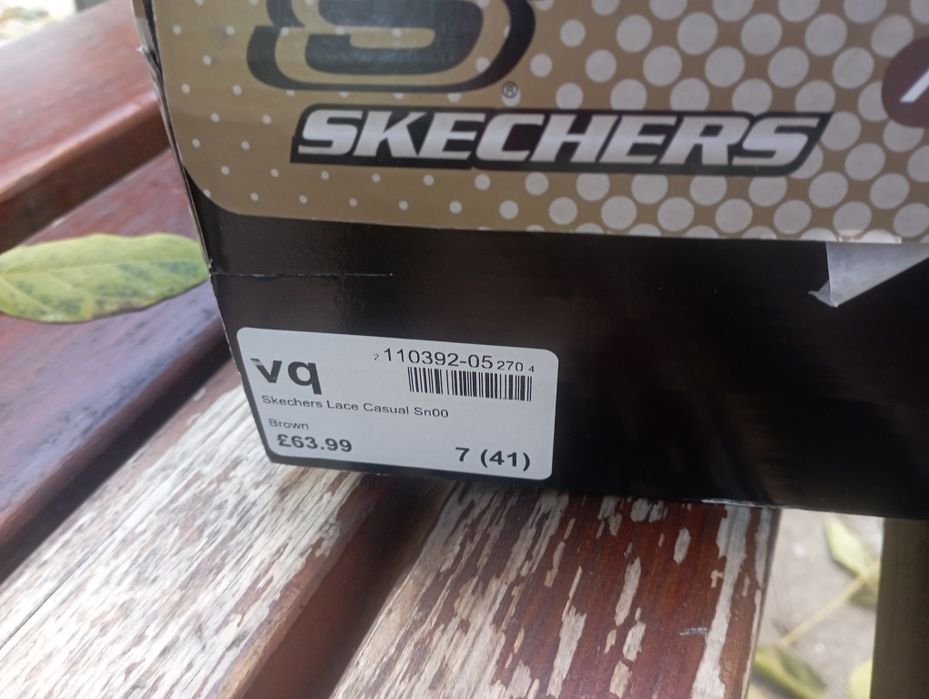 ®
SKECHERS
vq
2 110392-05 270 4
Skechers Lace Casual Sn00
Brown
£63.99
7 (41)